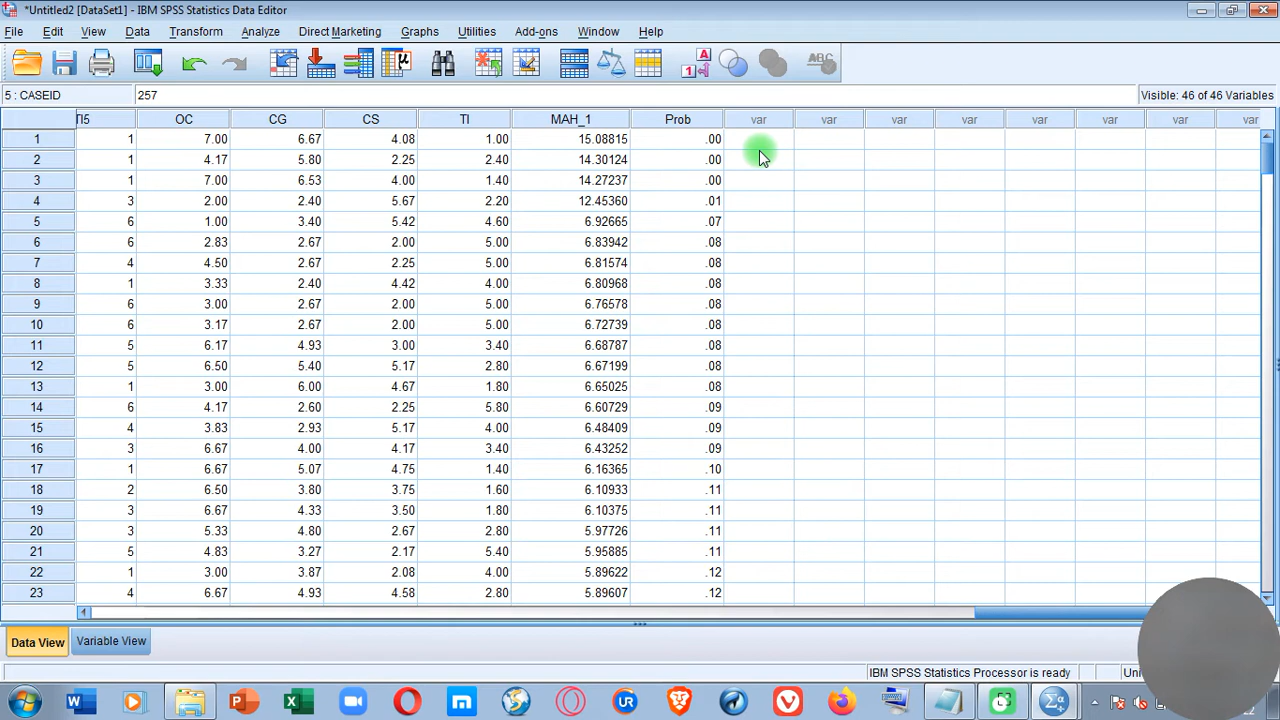 *Untitled2 [DataSet1] - IBM SPSS Statistics Data Editor
File Edit View Data Transform Analyze Direct Marketing Graphs Utilities Add-ons Window Help
5 : CASEID 257 Visible: 46 of 46 Variables
TI5 OC CG CS TI MAH_1 Prob var var var var var var var var
1 1 7.00 6.67 4.08 1.00 15.08815 .00
2 1 4.17 5.80 2.25 2.40 14.30124 .00
3 1 7.00 6.53 4.00 1.40 14.27237 .00
4 3 2.00 2.40 5.67 2.20 12.45360 .01
5 6 1.00 3.40 5.42 4.60 6.92665 .07
6 6 2.83 2.67 2.00 5.00 6.83942 .08
7 4 4.50 2.67 2.25 5.00 6.81574 .08
8 1 3.33 2.40 4.42 4.00 6.80968 .08
9 6 3.00 2.67 2.00 5.00 6.76578 .08
10 6 3.17 2.67 2.00 5.00 6.72739 .08
11 5 6.17 4.93 3.00 3.40 6.68787 .08
12 5 6.50 5.40 5.17 2.80 6.67199 .08
13 1 3.00 6.00 4.67 1.80 6.65025 .08
14 6 4.17 2.60 2.25 5.80 6.60729 .09
15 4 3.83 2.93 5.17 4.00 6.48409 .09
16 3 6.67 4.00 4.17 3.40 6.43252 .09
17 1 6.67 5.07 4.75 1.40 6.16365 .10
18 2 6.50 3.80 3.75 1.60 6.10933 .11
19 3 6.67 4.33 3.50 1.80 6.10375 .11
20 3 5.33 4.80 2.67 2.80 5.97726 .11
21 5 4.83 3.27 2.17 5.40 5.95885 .11
22 1 3.00 3.87 2.08 4.00 5.89622 .12
23 4 6.67 4.93 4.58 2.80 5.89607 .12
Data View Variable View
IBM SPSS Statistics Processor is ready